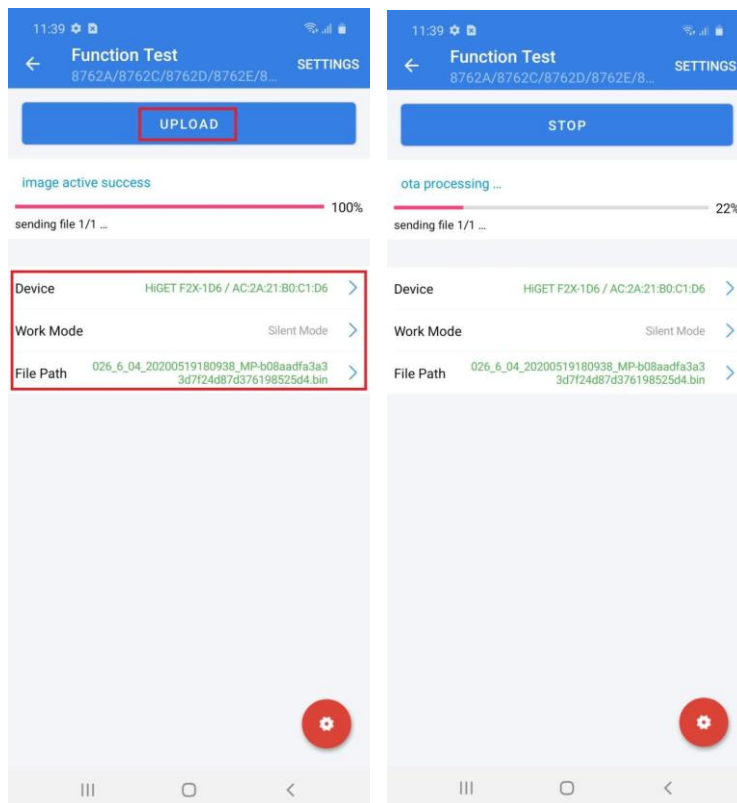 11:39
Function Test
8762A/8762C/8762D/8762E/8...
SETTINGS
UPLOAD
image active success
100%
sending file 1/1 ...
Device
HiGET F2X-1D6 / AC:2A:21:B0:C1:D6
Work Mode
Silent Mode
File Path
026_6_04_20200519180938_MP-b08aadfa3a3
3d7f24d87d376198525d4.bin
11:39
Function Test
8762A/8762C/8762D/8762E/8...
SETTINGS
STOP
ota processing ...
22%
sending file 1/1 ...
Device
HiGET F2X-1D6 / AC:2A:21:B0:C1:D6
Work Mode
Silent Mode
File Path
026_6_04_20200519180938_MP-b08aadfa3a3
3d7f24d87d376198525d4.bin